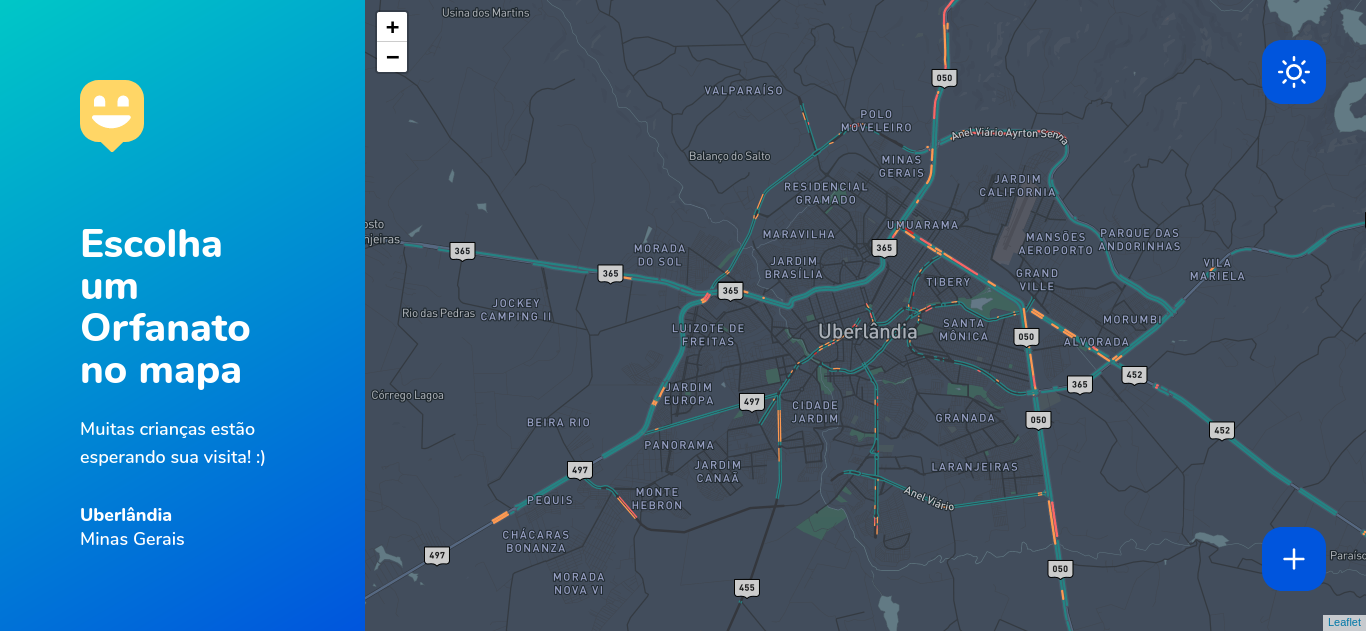 Escolha
um
Orfanato
no mapa
Muitas crianças estão
esperando sua visita! :)
Uberlândia
Minas Gerais
+
−
Usina dos Martins
050
VALPARAÍSO
POLO
MOVELEIRO
Anel Viário Ayrton Senna
Balanço do Salto
MINAS
GERAIS
JARDIM
CALIFORNIA
RESIDENCIAL
GRAMADO
osto
njeiras
UMUARAMA
MARAVILHA
MANSÕES
AEROPORTO
PARQUE DAS
ANDORINHAS
365
365
MORADA
DO SOL
365
JARDIM
BRASÍLIA
VILA
MARIELA
365
TIBERY
GRAND
VILLE
Rio das Pedras
JOCKEY
CAMPING II
LUIZOTE DE
FREITAS
Uberlândia
SANTA
MÔNICA
050
MORUMBI
ALVORADA
452
365
Córrego Lagoa
JARDIM
EUROPA
497
CIDADE
JARDIM
GRANADA
050
452
BEIRA RIO
PANORAMA
497
JARDIM
CANAÃ
LARANJEIRAS
PEQUIS
MONTE
HEBRON
Anel Viário
CHÁCARAS
BONANZA
497
MORADA
NOVA VI
455
050
Paraíso
Leaflet